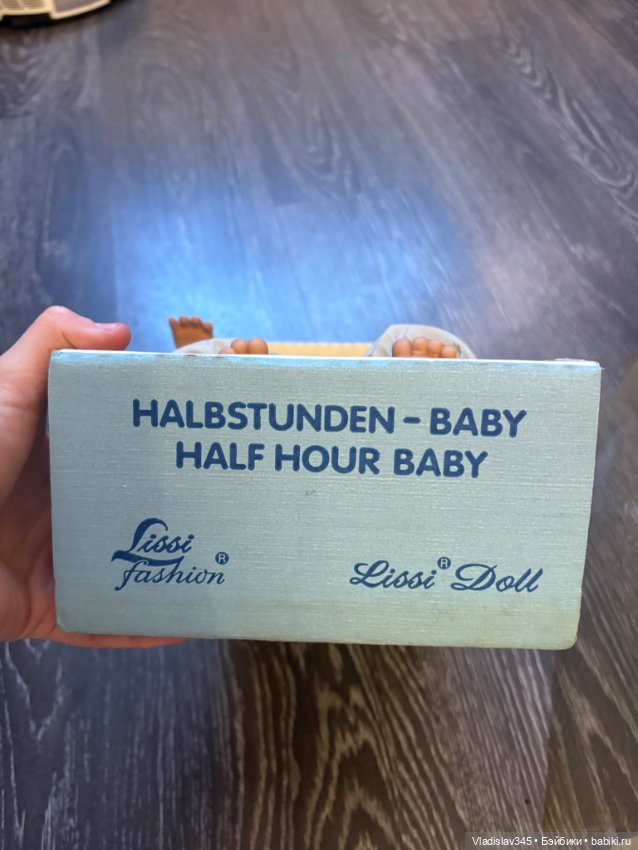 HALBSTUNDEN - BABY
HALF HOUR BABY
Lissi ®
fashion
Lissi ® Doll
Vladislav345 • Бэйбики • babiki.ru